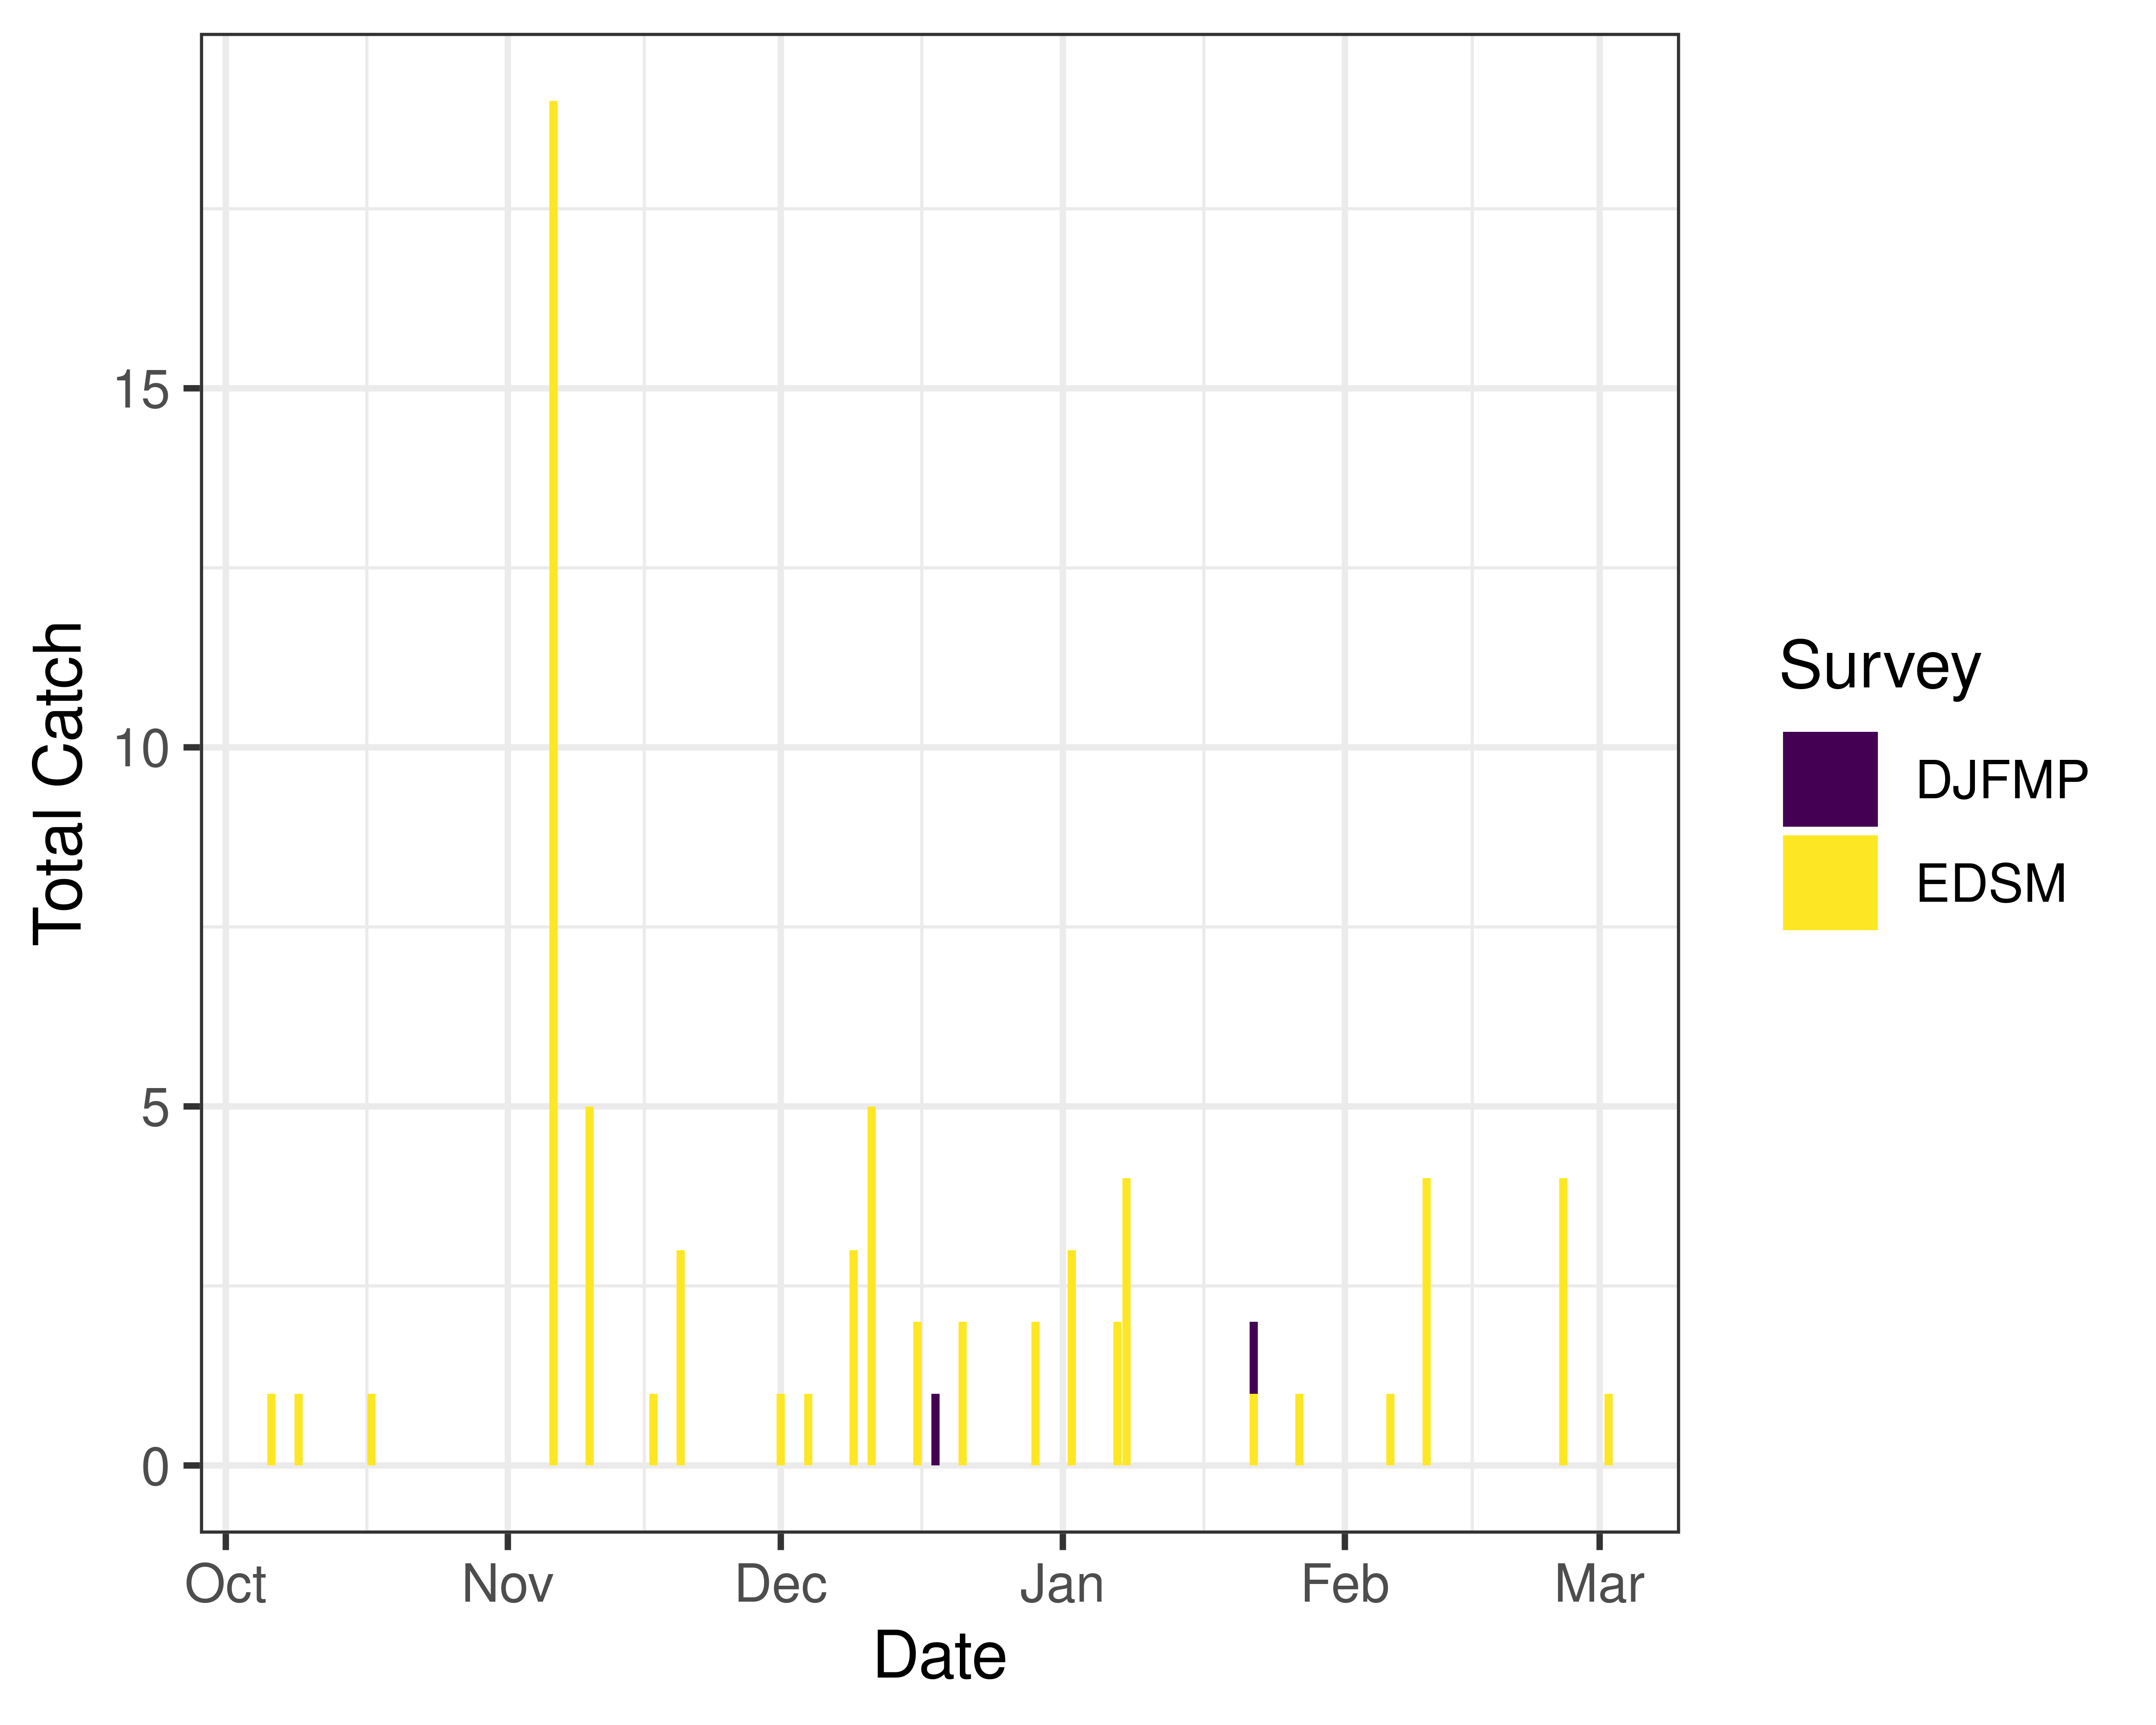 Total Catch
15
10
5
0
Oct Nov Dec Jan Feb Mar
Date
Survey
DJFMP
EDSM